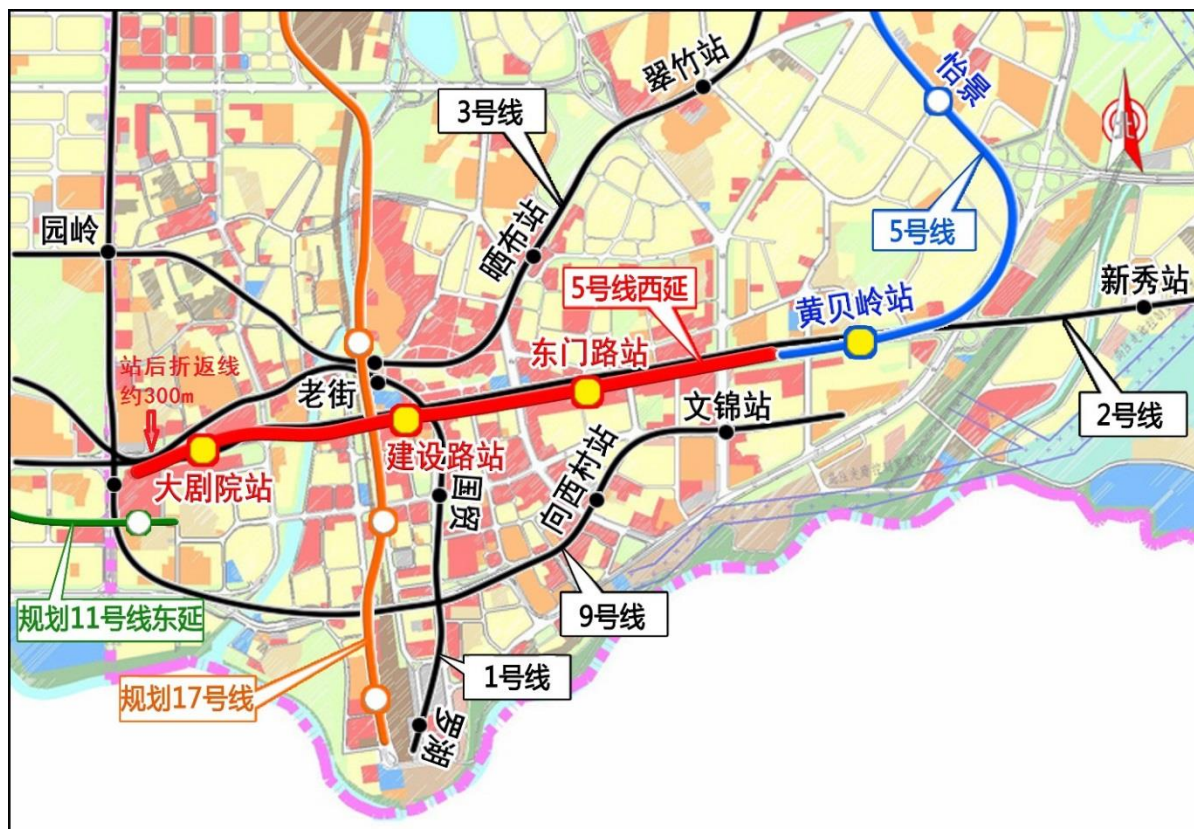 翠竹站
怡景
3号线
北
园岭
晒布站
5号线
5号线西延
新秀站
黄贝岭站
东门路站
站后折返线
约300m
老街
文锦站
2号线
建设路站
大剧院站
国贸
向西村站
规划11号线东延
9号线
1号线
规划17号线
罗湖